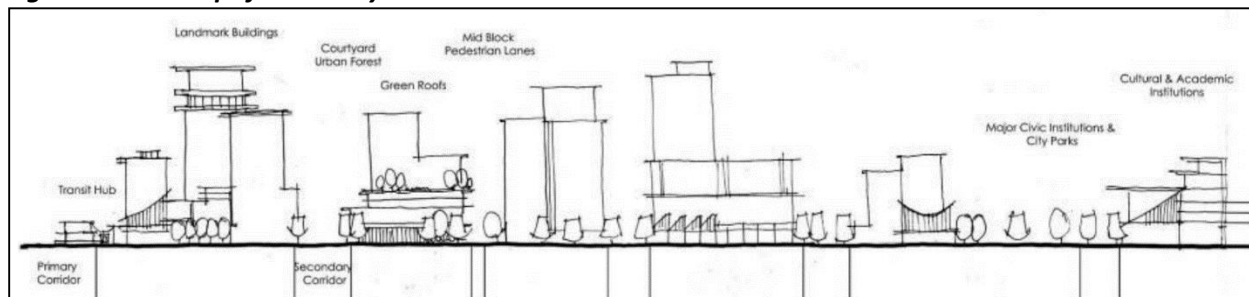 Landmark Buildings
Courtyard
Urban Forest
Green Roofs
Mid Block
Pedestrian Lanes
Cultural & Academic
Institutions
Major Civic Institutions &
City Parks
Transit Hub
Primary
Corridor
Secondary
Corridor